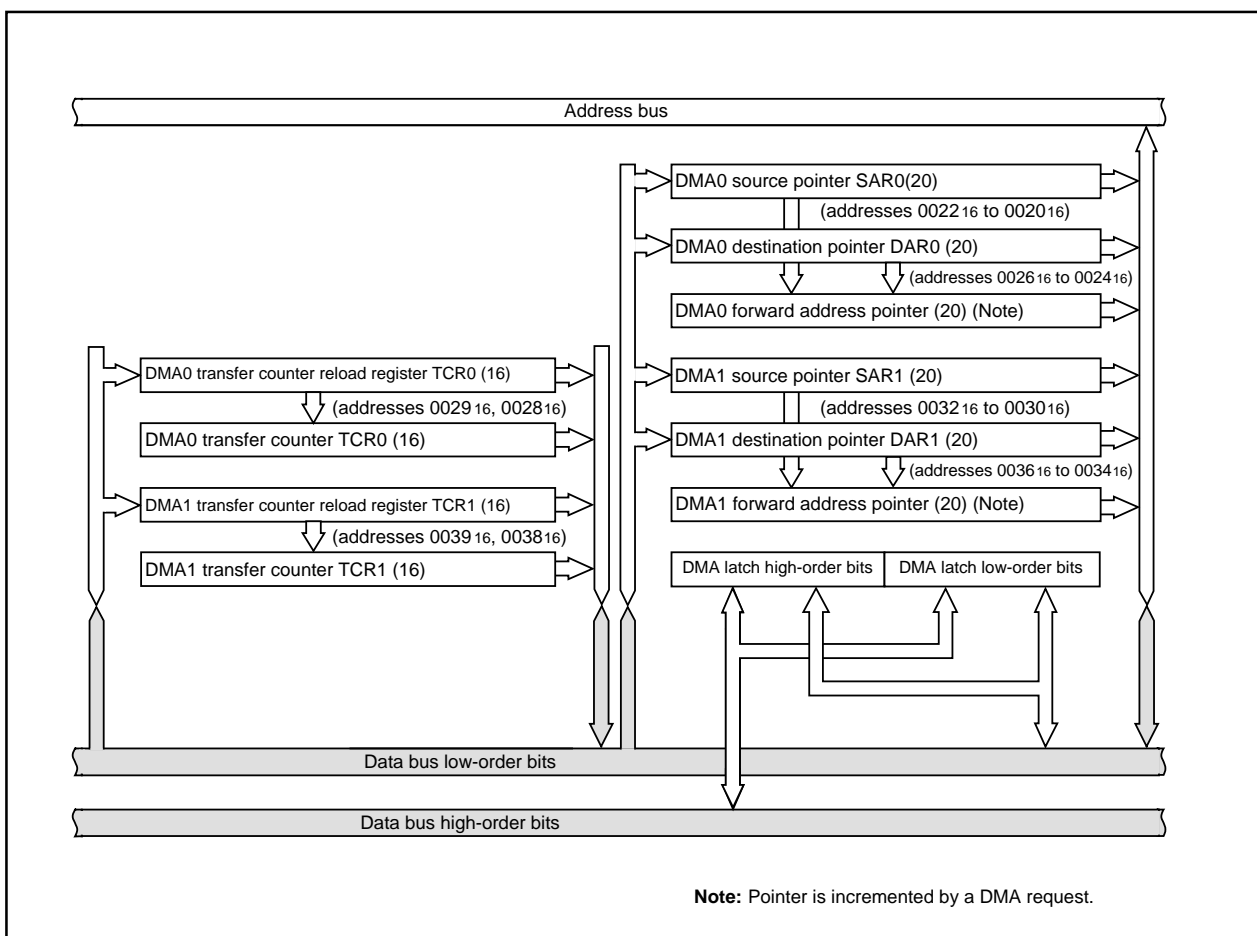 Address bus
DMA0 source pointer SAR0(20)
(addresses 0022 16 to 0020 16)
DMA0 destination pointer DAR0 (20)
(addresses 0026 16 to 0024 16)
DMA0 forward address pointer (20) (Note)
DMA0 transfer counter reload register TCR0 (16)
(addresses 0029 16, 0028 16)
DMA0 transfer counter TCR0 (16)
DMA1 transfer counter reload register TCR1 (16)
(addresses 0039 16, 0038 16)
DMA1 transfer counter TCR1 (16)
DMA1 source pointer SAR1 (20)
(addresses 0032 16 to 0030 16)
DMA1 destination pointer DAR1 (20)
(addresses 0036 16 to 0034 16)
DMA1 forward address pointer (20) (Note)
DMA latch high-order bits DMA latch low-order bits
Data bus low-order bits
Data bus high-order bits
Note: Pointer is incremented by a DMA request.